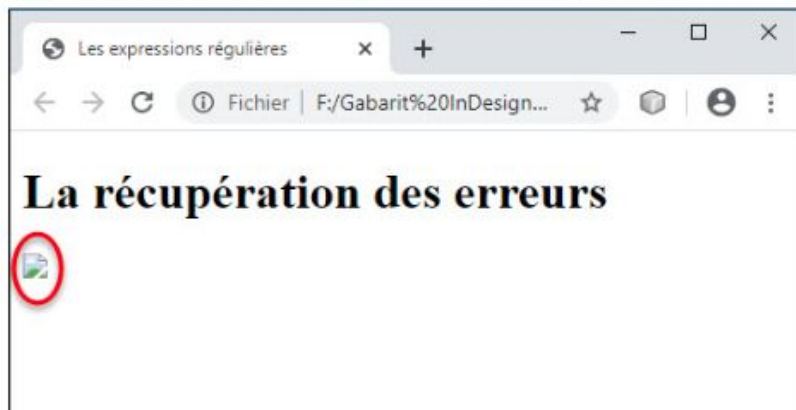 Les expressions régulières
Fichier | F:/Gabarit%20InDesign...
La récupération des erreurs